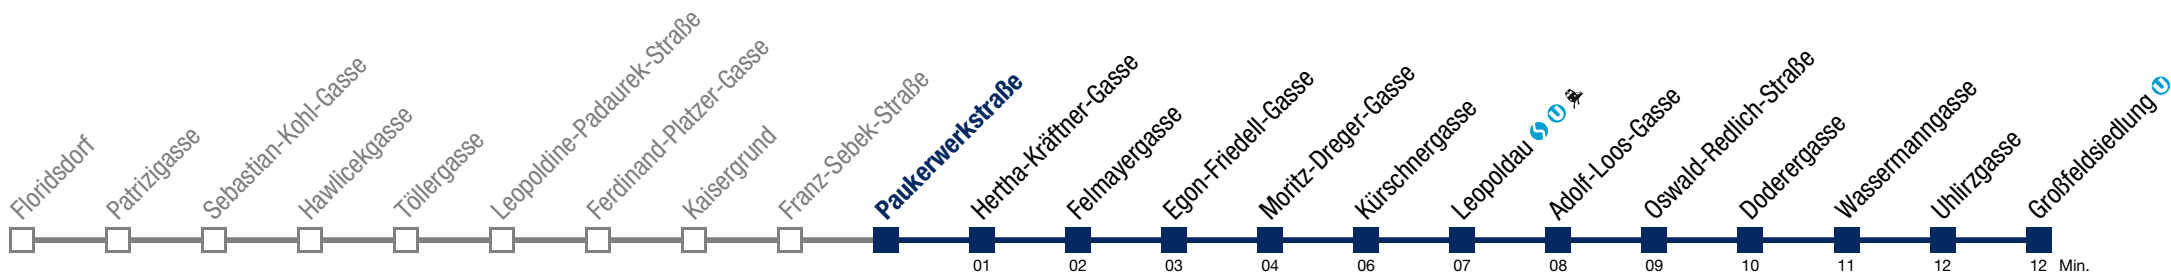 Floridsdorf
Patrizigasse
Sebastian-Kohl-Gasse
Hawlicekgasse
Töllergasse
Leopoldine-Padaurek-Straße
Ferdinand-Platzer-Gasse
Kaisergrund
Franz-Sebek-Straße
Paukerwerkstraße
Hertha-Kräftner-Gasse
Felmayergasse
Egon-Friedell-Gasse
Moritz-Dreger-Gasse
Kürschnergasse
Leopoldau S U
Adolf-Loos-Gasse
Oswald-Redlich-Straße
Doderergasse
Wassermanngasse
Uhlirzgasse
Großfeldsiedlung U
01 02 03 04 06 07 08 09 10 11 12 12 Min.